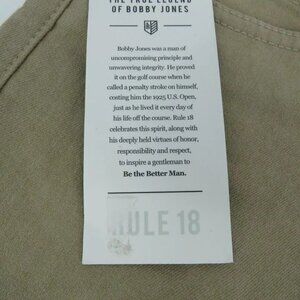 THE TRUE LEGEND
OF BOBBY JONES
Bobby Jones was a man of
uncompromising principle and
unwavering integrity. He proved
it on the golf course when he
called a penalty stroke on himself,
costing him the 1925 U.S. Open,
just as he lived it every day of
his life off the course. Rule 18
celebrates this spirit, along with
his deeply held virtues of honor,
responsibility and respect,
to inspire a gentleman to
Be the Better Man.
RULE 18